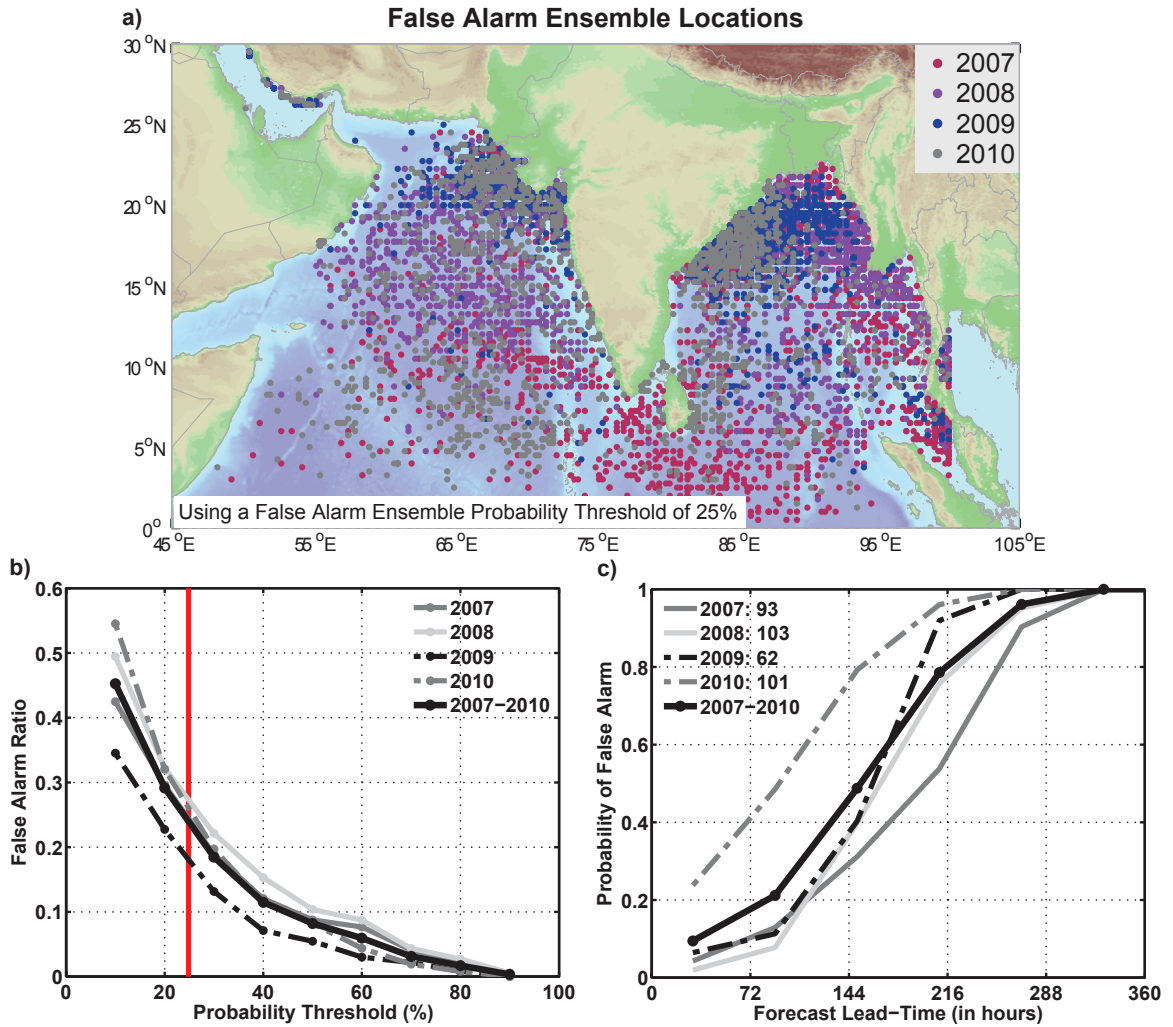 a)
False Alarm Ensemble Locations
30 °N
25 °N
20 °N
15 °N
10 °N
5 °N
0°
45 °E
55 °E
65 °E
75 °E
85 °E
95 °E
105 °E
2007
2008
2009
2010
Using a False Alarm Ensemble Probability Threshold of 25%
b)
False Alarm Ratio
0.6
0.5
0.4
0.3
0.2
0.1
0
0
20
40
60
80
100
Probability Threshold (%)
2007
2008
2009
2010
2007−2010
c)
Probability of False Alarm
1
0.8
0.6
0.4
0.2
0
0
72
144
216
288
360
Forecast Lead−Time (in hours)
2007: 93
2008: 103
2009: 62
2010: 101
2007−2010